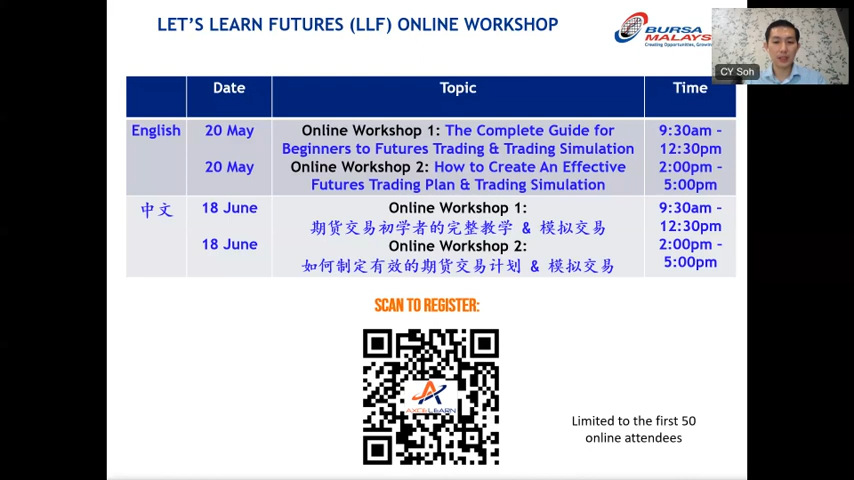 LET'S LEARN FUTURES (LLF) ONLINE WORKSHOP
BURSA
MALAYS
Creating Opportunities, Growing
CY Soh
Date Topic Time
English 20 May Online Workshop 1: The Complete Guide for Beginners to Futures Trading & Trading Simulation 9:30am – 12:30pm
20 May Online Workshop 2: How to Create An Effective Futures Trading Plan & Trading Simulation 2:00pm – 5:00pm
中文 18 June Online Workshop 1: 期货交易初学者的完整教学 & 模拟交易 9:30am – 12:30pm
18 June Online Workshop 2: 如何制定有效的期货交易计划 & 模拟交易 2:00pm – 5:00pm
SCAN TO REGISTER:
AXCELEARN
Limited to the first 50
online attendees